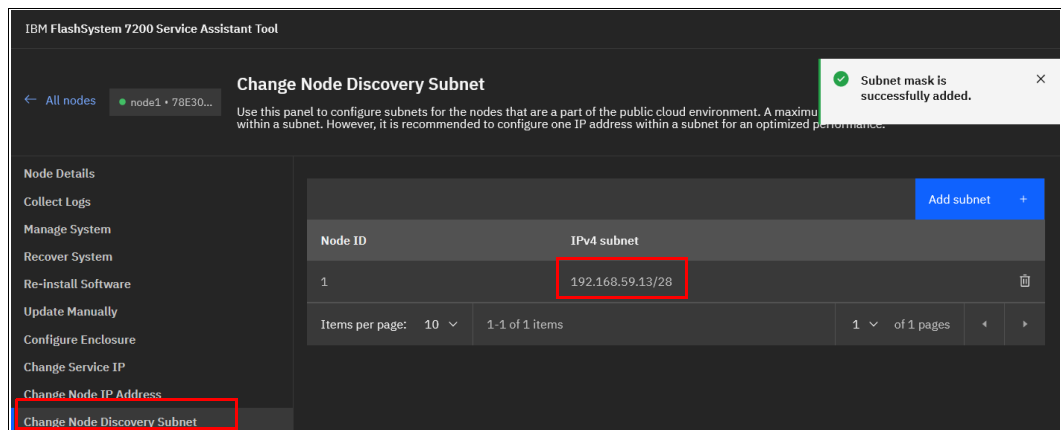 IBM FlashSystem 7200 Service Assistant Tool
← All nodes
node1 • 78E30...
Change Node Discovery Subnet
Use this panel to configure subnets for the nodes that are a part of the public cloud environment. A maximu
within a subnet. However, it is recommended to configure one IP address within a subnet for an optimized performance.
Subnet mask is
successfully added.
Node Details
Collect Logs
Manage System
Recover System
Re-install Software
Update Manually
Configure Enclosure
Change Service IP
Change Node IP Address
Change Node Discovery Subnet
Add subnet +
Node ID IPv4 subnet
1 192.168.59.13/28
Items per page: 10 1-1 of 1 items 1 of 1 pages